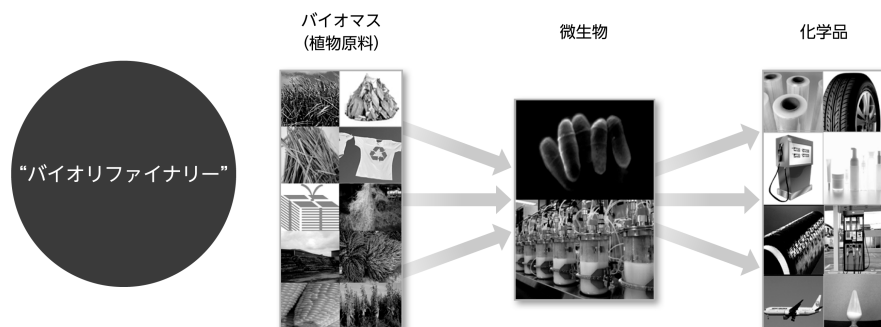 “バイオリファイナリー”
バイオマス
（植物原料）
微生物
化学品